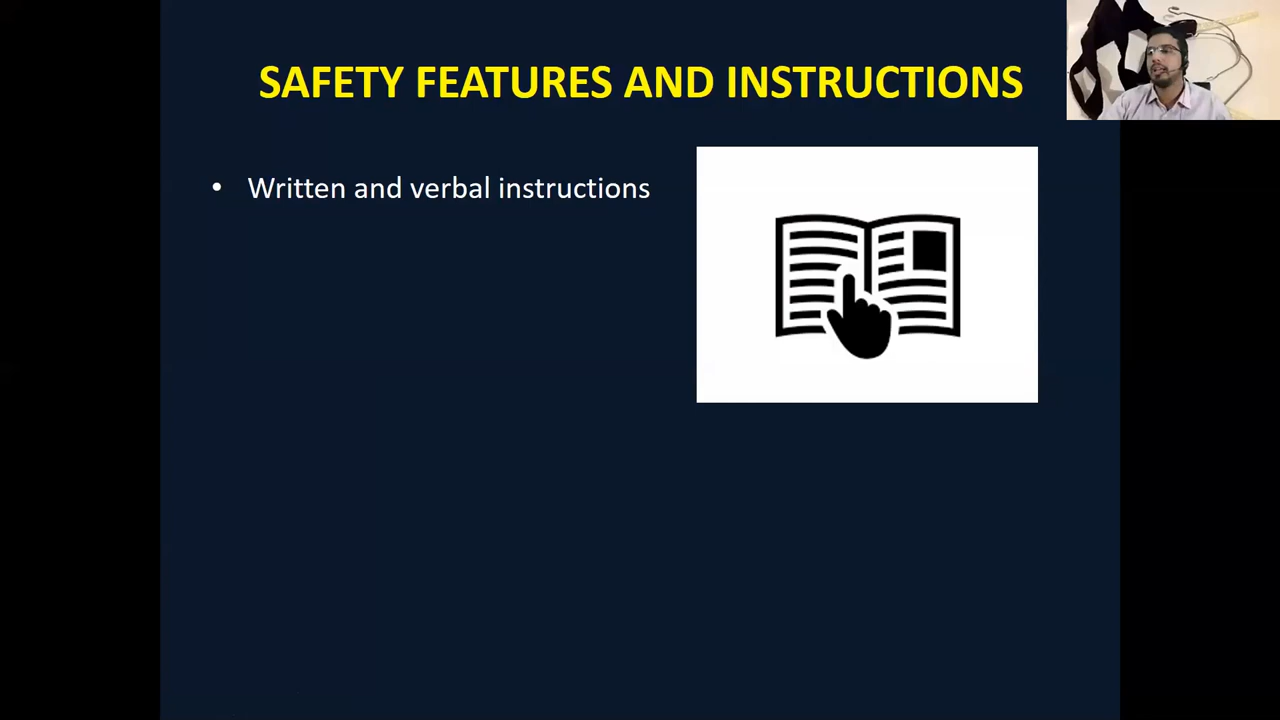 SAFETY FEATURES AND INSTRUCTIONS
• Written and verbal instructions